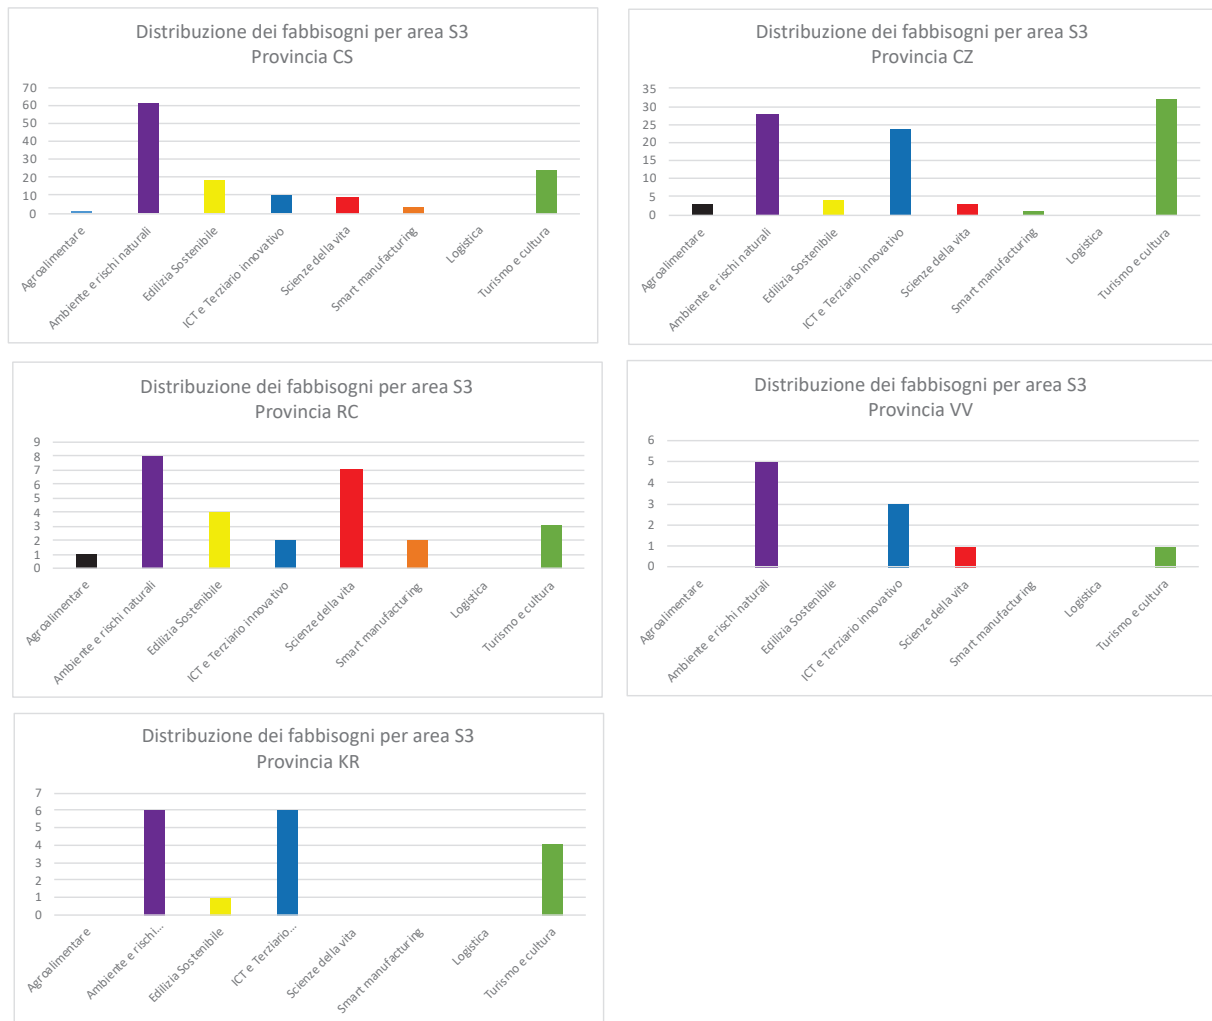 Distribuzione dei fabbisogni per area S3
Provincia CS
70
60
50
40
30
20
10
0
Agroalimentare
Ambiente e rischi naturali
Edilizia Sostenibile
ICT e Terziario innovativo
Scienze della vita
Smart manufacturing
Logistica
Turismo e cultura
Distribuzione dei fabbisogni per area S3
Provincia CZ
35
30
25
20
15
10
5
0
Agroalimentare
Ambiente e rischi naturali
Edilizia Sostenibile
ICT e Terziario innovativo
Scienze della vita
Smart manufacturing
Logistica
Turismo e cultura
Distribuzione dei fabbisogni per area S3
Provincia RC
9
8
7
6
5
4
3
2
1
0
Agroalimentare
Ambiente e rischi naturali
Edilizia Sostenibile
ICT e Terziario innovativo
Scienze della vita
Smart manufacturing
Logistica
Turismo e cultura
Distribuzione dei fabbisogni per area S3
Provincia VV
6
5
4
3
2
1
0
Agroalimentare
Ambiente e rischi naturali
Edilizia Sostenibile
ICT e Terziario innovativo
Scienze della vita
Smart manufacturing
Logistica
Turismo e cultura
Distribuzione dei fabbisogni per area S3
Provincia KR
7
6
5
4
3
2
1
0
Agroalimentare
Ambiente e rischi...
Edilizia Sostenibile
ICT e Terziario...
Scienze della vita
Smart manufacturing
Logistica
Turismo e cultura